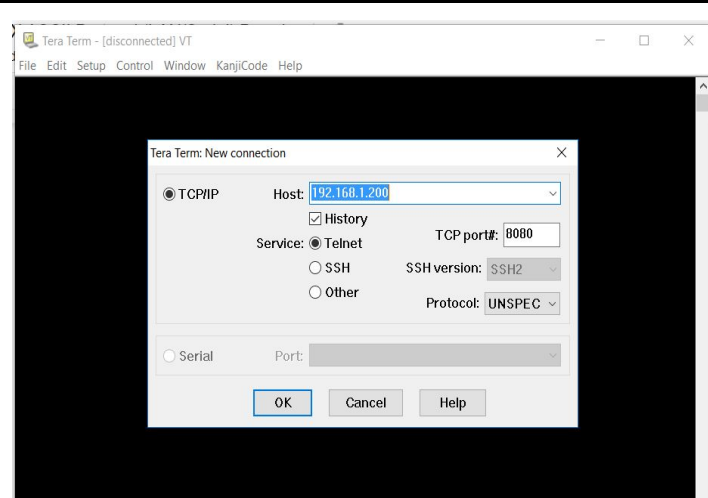 Tera Term - [disconnected] VT
File Edit Setup Control Window KanjiCode Help
Tera Term: New connection
TCP/IP Host: 192.168.1.200
History
Service: Telnet TCP port#: 8080
SSH SSH version: SSH2
Other Protocol: UNSPEC
Serial Port:
OK Cancel Help